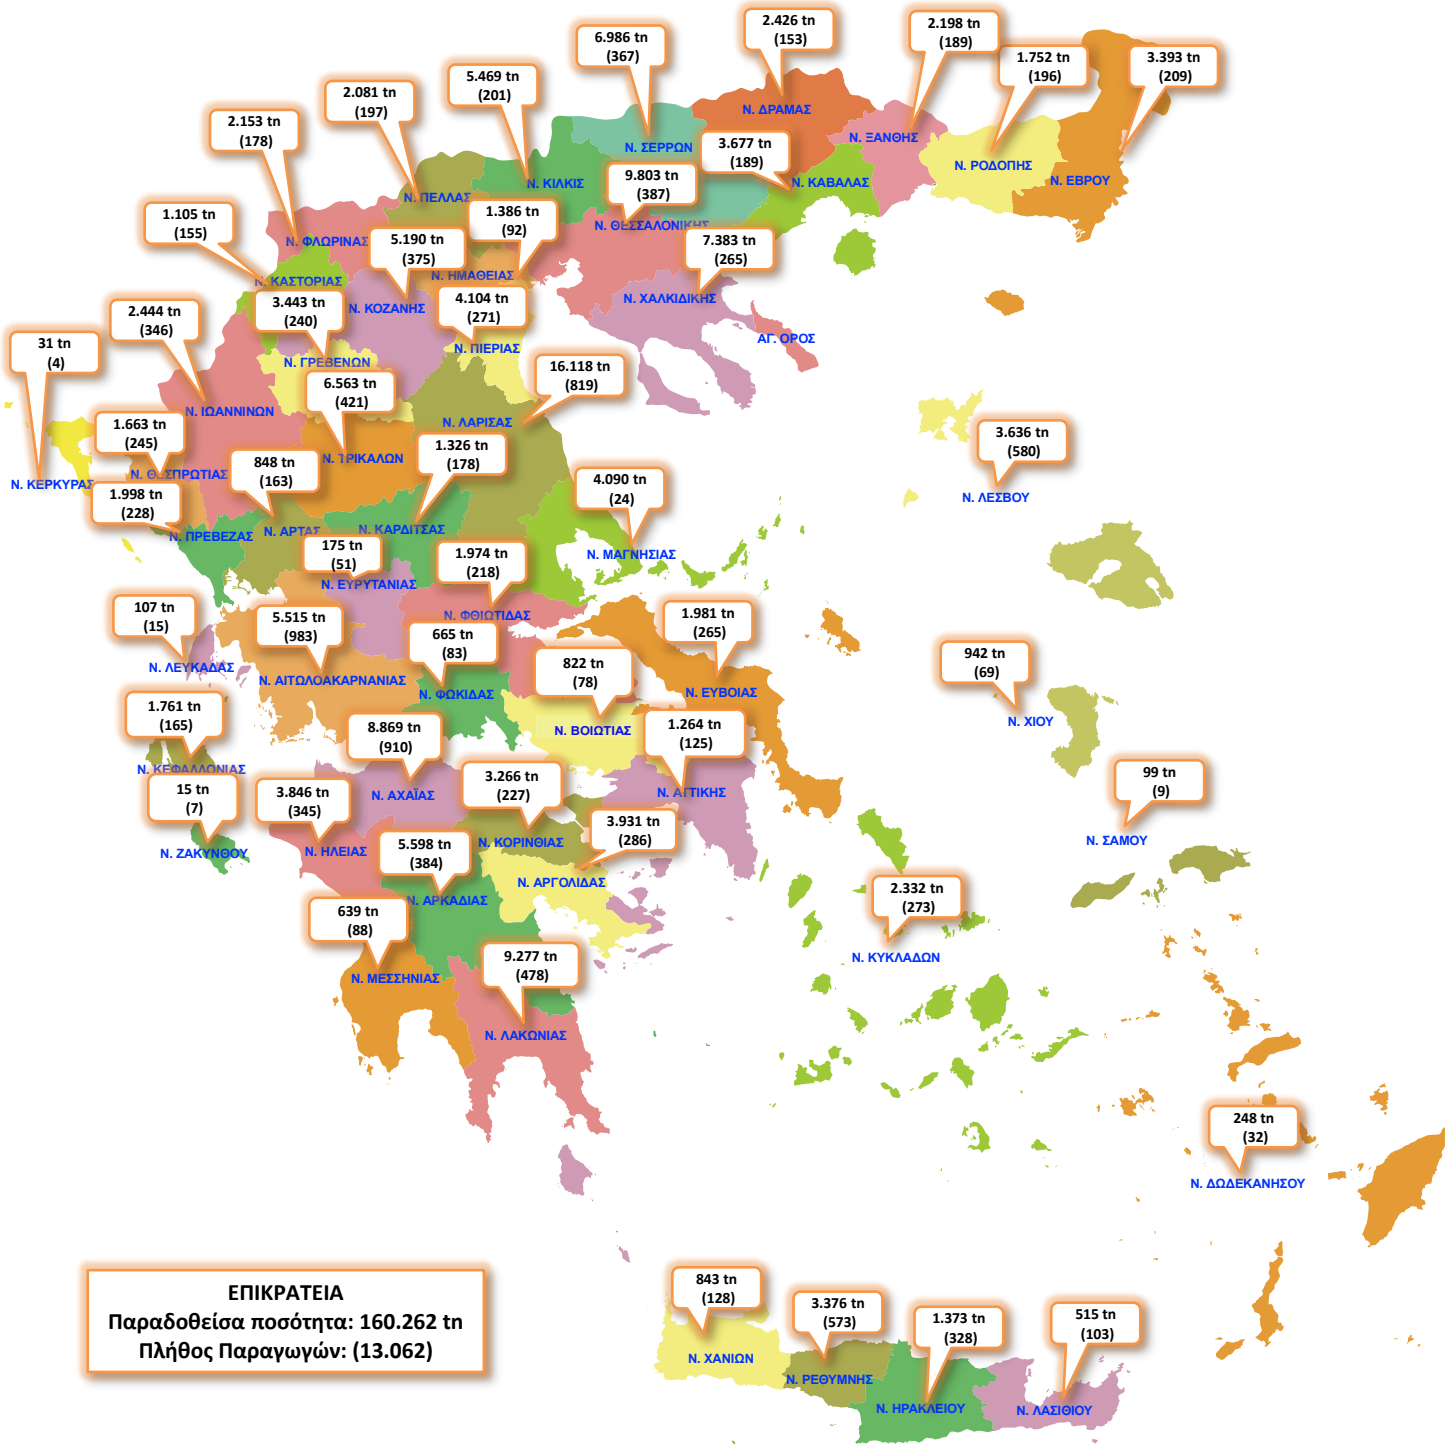 2.426 tn
(153)
2.198 tn
(189)
6.986 tn
(367)
1.752 tn
(196)
3.393 tn
(209)
5.469 tn
(201)
2.081 tn
(197)
2.153 tn
(178)
Ν. ΔΡΑΜΑΣ
Ν. ΞΑΝΘΗΣ
Ν. ΣΕΡΡΩΝ
3.677 tn
(189)
Ν. ΡΟΔΟΠΗΣ
Ν. ΕΒΡΟΥ
Ν. ΚΑΒΑΛΑΣ
Ν. ΚΙΛΚΙΣ
9.803 tn
(387)
Ν. ΠΕΛΛΑΣ
1.386 tn
(92)
Ν. ΘΕΣΣΑΛΟΝΙΚΗΣ
1.105 tn
(155)
Ν. ΦΛΩΡΙΝΑΣ
5.190 tn
(375)
7.383 tn
(265)
Ν. ΗΜΑΘΕΙΑΣ
Ν. ΚΑΣΤΟΡΙΑΣ
3.443 tn
(240)
Ν. ΚΟΖΑΝΗΣ
4.104 tn
(271)
Ν. ΧΑΛΚΙΔΙΚΗΣ
2.444 tn
(346)
ΑΓ. ΟΡΟΣ
31 tn
(4)
Ν. ΠΙΕΡΙΑΣ
Ν. ΓΡΕΒΕΝΩΝ
16.118 tn
(819)
6.563 tn
(421)
Ν. ΙΩΑΝΝΙΝΩΝ
Ν. ΛΑΡΙΣΑΣ
1.663 tn
(245)
3.636 tn
(580)
1.326 tn
(178)
Ν. ΤΡΙΚΑΛΩΝ
848 tn
(163)
Ν. ΘΕΣΠΡΩΤΙΑΣ
Ν. ΚΕΡΚΥΡΑΣ
4.090 tn
(24)
Ν. ΛΕΣΒΟΥ
1.998 tn
(228)
Ν. ΠΡΕΒΕΖΑΣ
Ν. ΑΡΤΑΣ
Ν. ΚΑΡΔΙΤΣΑΣ
175 tn
(51)
1.974 tn
(218)
Ν. ΜΑΓΝΗΣΙΑΣ
Ν. ΕΥΡΥΤΑΝΙΑΣ
107 tn
(15)
5.515 tn
(983)
Ν. ΦΘΙΩΤΙΔΑΣ
1.981 tn
(265)
665 tn
(83)
942 tn
(69)
822 tn
(78)
Ν. ΛΕΥΚΑΔΑΣ
Ν. ΑΙΤΩΛΟΑΚΑΡΝΑΝΙΑΣ
Ν. ΦΩΚΙΔΑΣ
Ν. ΕΥΒΟΙΑΣ
1.761 tn
(165)
Ν. ΧΙΟΥ
8.869 tn
(910)
Ν. ΒΟΙΩΤΙΑΣ
1.264 tn
(125)
Ν. ΚΕΦΑΛΛΟΝΙΑΣ
3.266 tn
(227)
99 tn
(9)
15 tn
(7)
3.846 tn
(345)
Ν. ΑΧΑΪΑΣ
Ν. ΑΤΤΙΚΗΣ
3.931 tn
(286)
Ν. ΖΑΚΥΝΘΟΥ
Ν. ΗΛΕΙΑΣ
5.598 tn
(384)
Ν. ΚΟΡΙΝΘΙΑΣ
Ν. ΣΑΜΟΥ
Ν. ΑΡΓΟΛΙΔΑΣ
2.332 tn
(273)
Ν. ΑΡΚΑΔΙΑΣ
639 tn
(88)
9.277 tn
(478)
Ν. ΚΥΚΛΑΔΩΝ
Ν. ΜΕΣΣΗΝΙΑΣ
Ν. ΛΑΚΩΝΙΑΣ
248 tn
(32)
Ν. ΔΩΔΕΚΑΝΗΣΟΥ
ΕΠΙΚΡΑΤΕΙΑ
Παραδοθείσα ποσότητα: 160.262 tn
Πλήθος Παραγωγών: (13.062)
843 tn
(128)
3.376 tn
(573)
1.373 tn
(328)
515 tn
(103)
Ν. ΧΑΝΙΩΝ
Ν. ΡΕΘΥΜΝΗΣ
Ν. ΗΡΑΚΛΕΙΟΥ
Ν. ΛΑΣΙΘΙΟΥ